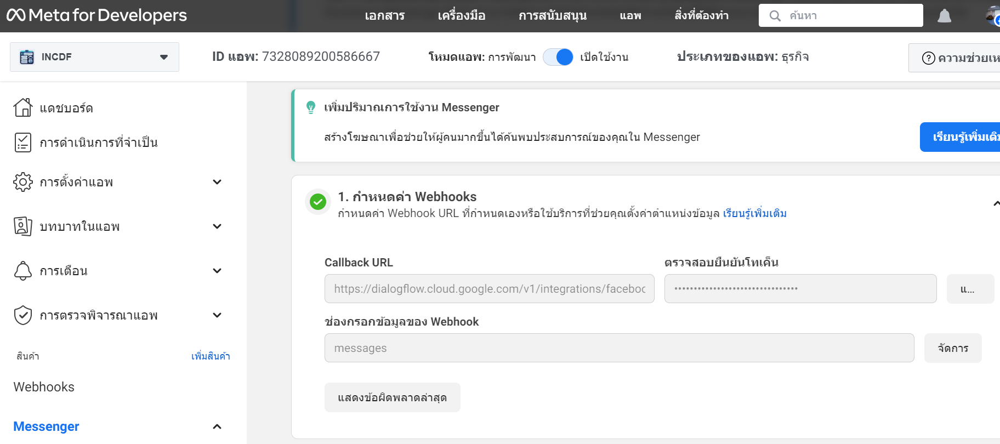 Meta for Developers
เอกสาร เครื่องมือ การสนับสนุน แอพ สิ่งที่ต้องทำ ค้นหา
INCDF ID แอพ: 7328089200586667 โหมดแอพ: การพัฒนา เปิดใช้งาน ประเภทของแอพ: ธุรกิจ ความช่วยเห
แดชบอร์ด
การดำเนินการที่จำเป็น
การตั้งค่าแอพ
บทบาทในแอพ
การเตือน
การตรวจพิจารณาแอพ
สินค้า เพิ่มสินค้า
Webhooks
Messenger
เพิ่มปริมาณการใช้งาน Messenger
สร้างโฆษณาเพื่อช่วยให้ผู้คนมากขึ้นได้ค้นพบประสบการณ์ของคุณใน Messenger
เรียนรู้เพิ่มเติม
1. กำหนดค่า Webhooks
กำหนดค่า Webhook URL ที่กำหนดเองหรือใช้บริการที่ช่วยคุณตั้งค่าตำแหน่งข้อมูล เรียนรู้เพิ่มเติม
Callback URL ตรวจสอบยืนยันโทเค็น
https://dialogflow.cloud.google.com/v1/integrations/faceboo •••••••••••••••••••••••••••••••• แ...
ช่องกรอกข้อมูลของ Webhook
messages จัดการ
แสดงข้อผิดพลาดล่าสุด